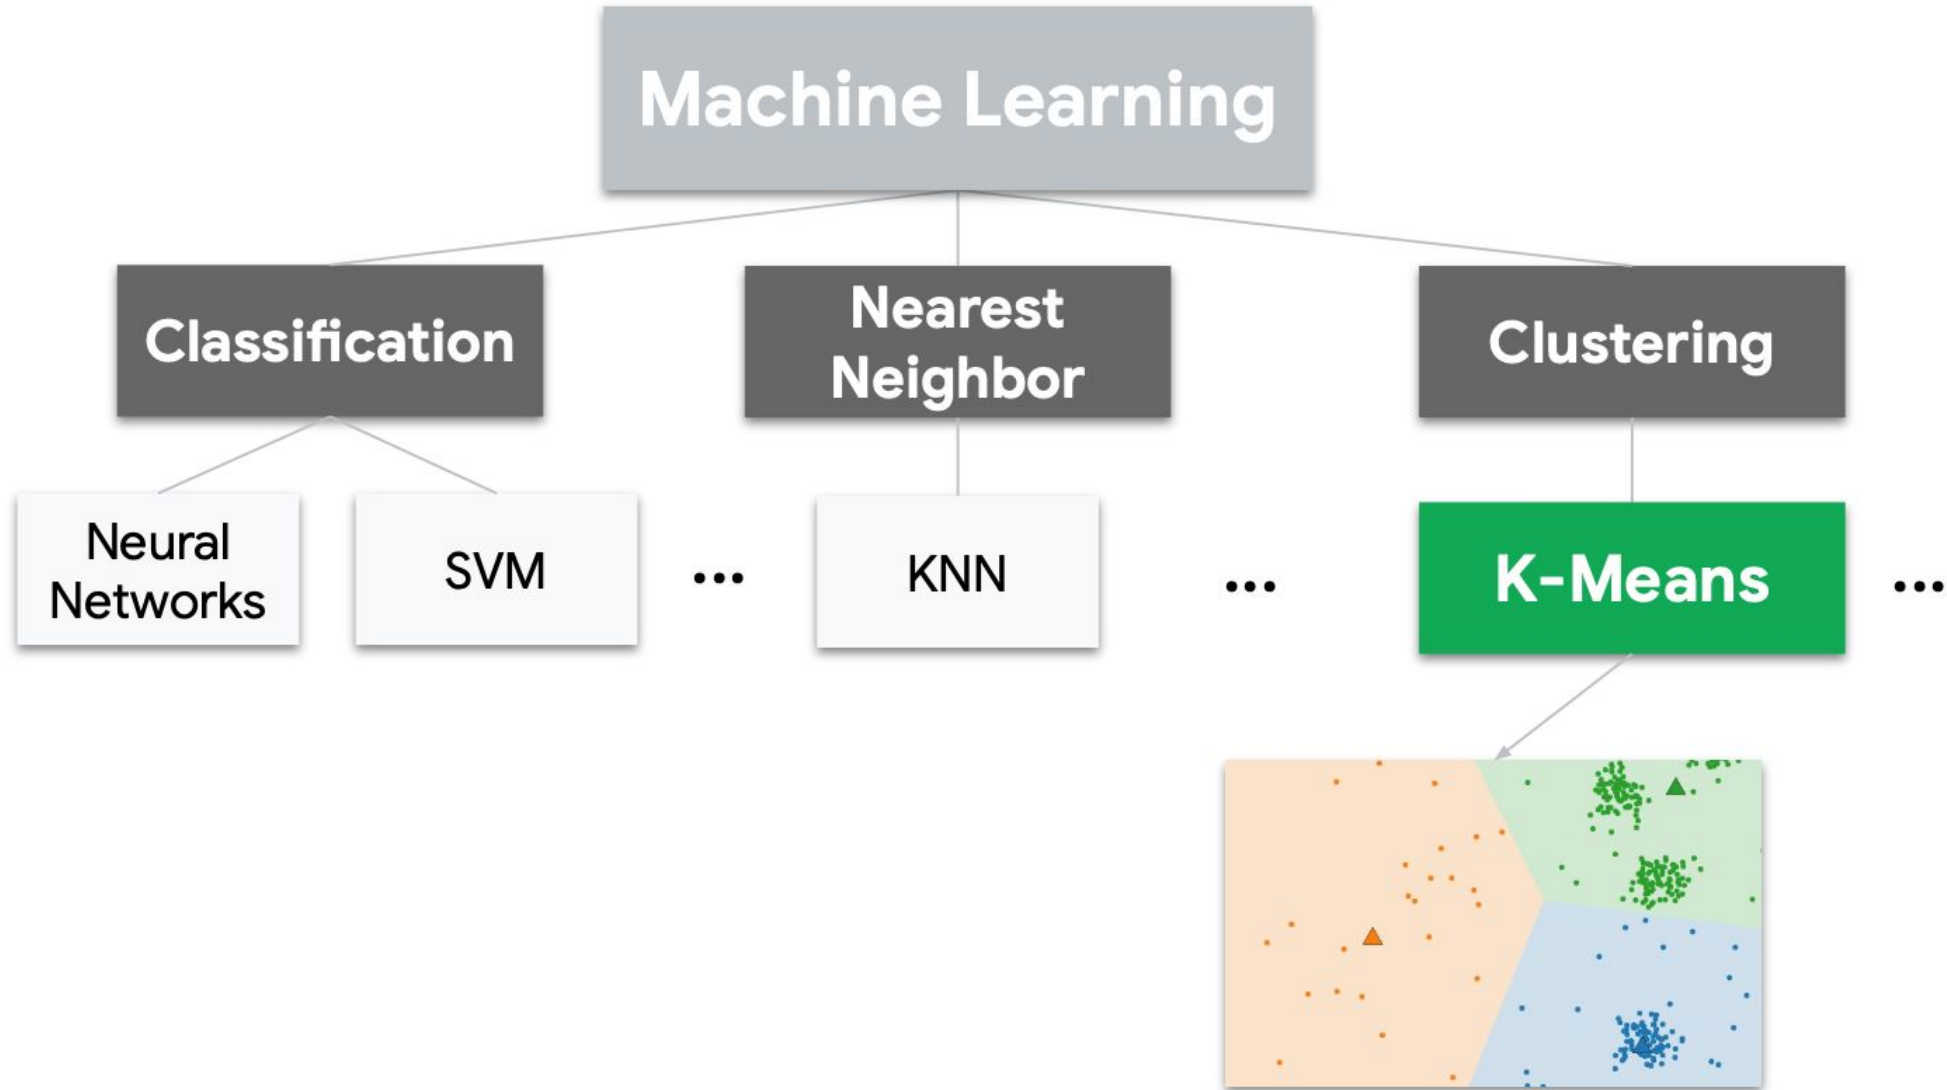 Machine Learning
Classification
Nearest
Neighbor
Clustering
Neural
Networks
SVM
...
KNN
...
K-Means
...